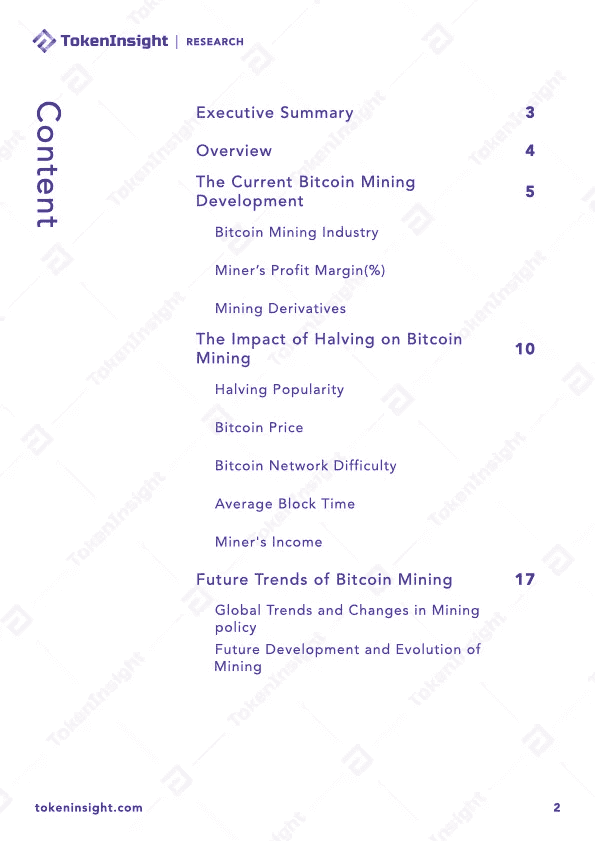 TokenInsight | RESEARCH
Content
Executive Summary 3
Overview 4
The Current Bitcoin Mining
Development 5
Bitcoin Mining Industry
Miner’s Profit Margin(%)
Mining Derivatives
The Impact of Halving on Bitcoin
Mining 10
Halving Popularity
Bitcoin Price
Bitcoin Network Difficulty
Average Block Time
Miner's Income
Future Trends of Bitcoin Mining 17
Global Trends and Changes in Mining
policy
Future Development and Evolution of
Mining
tokeninsight.com 2